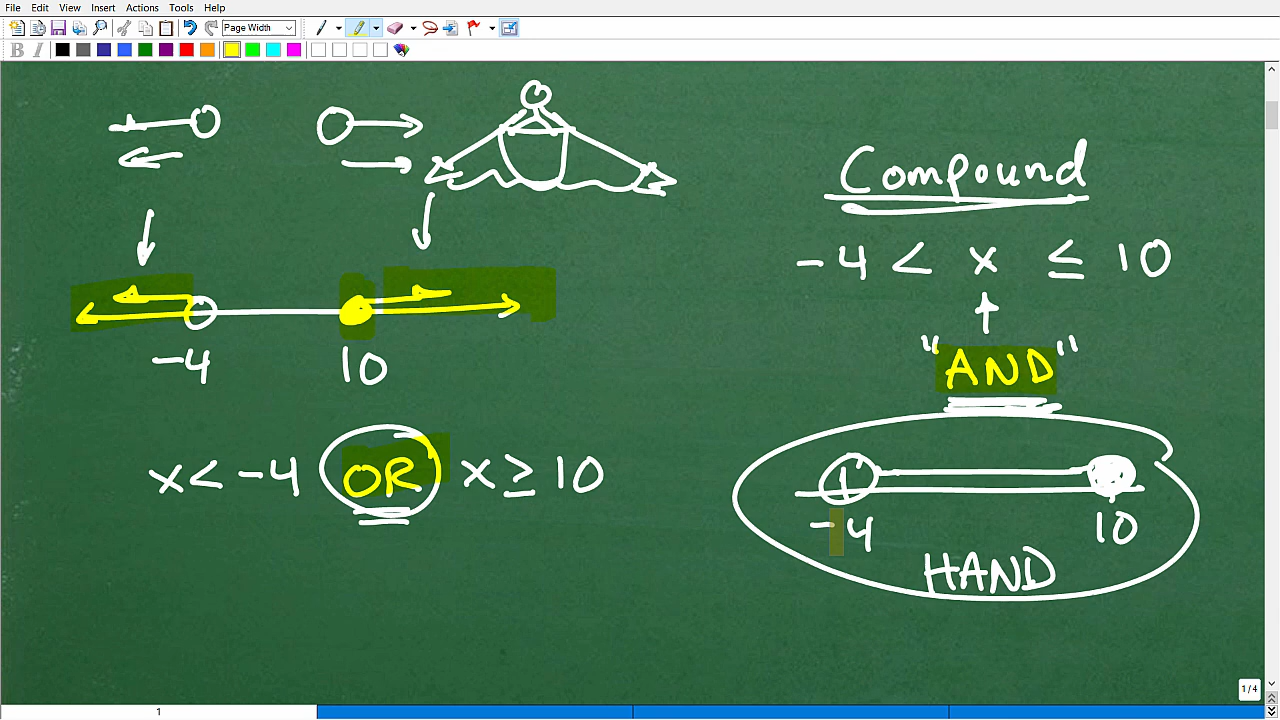 File Edit View Insert Actions Tools Help
Page Width
B I
Compound
-4 < x ≤ 10
"AND"
-4 10
x < -4 OR x ≥ 10
-4 10
HAND
1 / 4
1